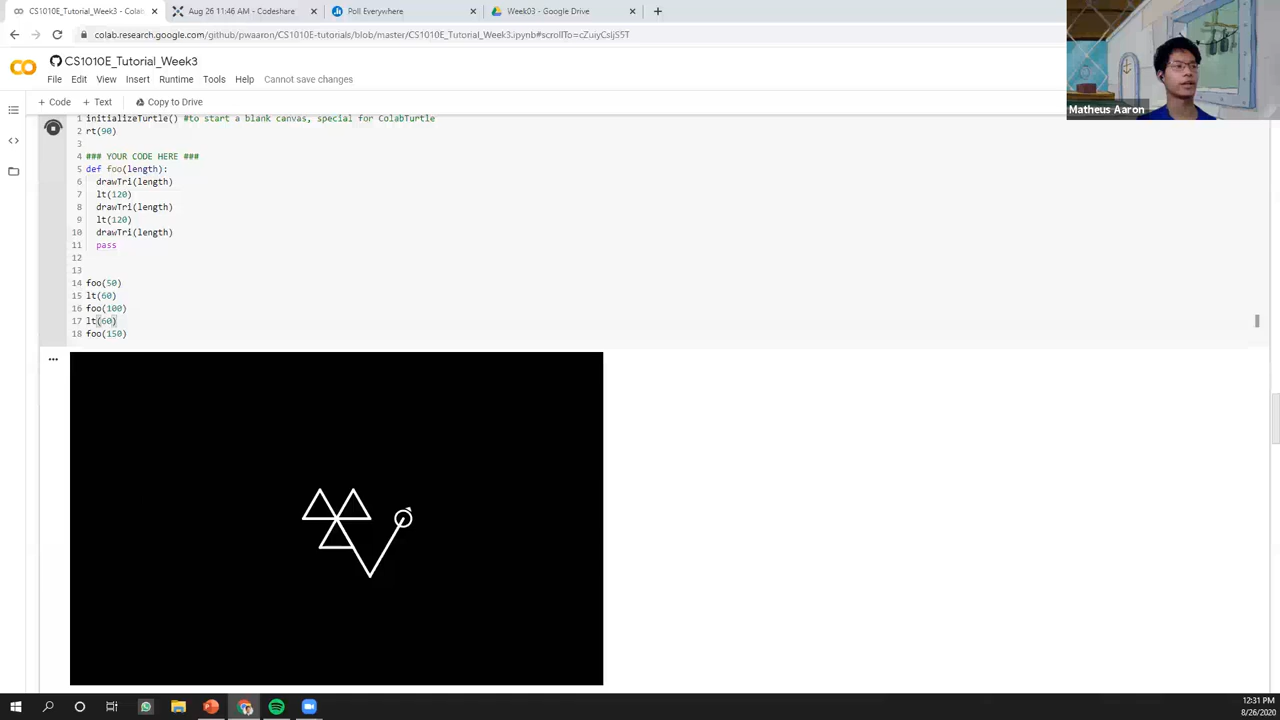 CS1010E_Tutorial_Week3 - Colab
Aug 26 11:46 AM - Codeshare
Poll Everywhere
Week03 - Google Drive
colab.research.google.com/github/pwaaron/CS1010E-tutorials/blob/master/CS1010E_Tutorial_Week3.ipynb#scrollTo=cZuiyCsljS5T
CS1010E_Tutorial_Week3
File Edit View Insert Runtime Tools Help Cannot save changes
+ Code + Text Copy to Drive
Matheus Aaron
1 initializeTurtle() #to start a blank canvas, special for ColabTurtle
2 rt(90)
3
4 ### YOUR CODE HERE ###
5 def foo(length):
6 drawTri(length)
7 lt(120)
8 drawTri(length)
9 lt(120)
10 drawTri(length)
11 pass
12
13
14 foo(50)
15 lt(60)
16 foo(100)
17 lt(60)
18 foo(150)
12:31 PM
8/26/2020